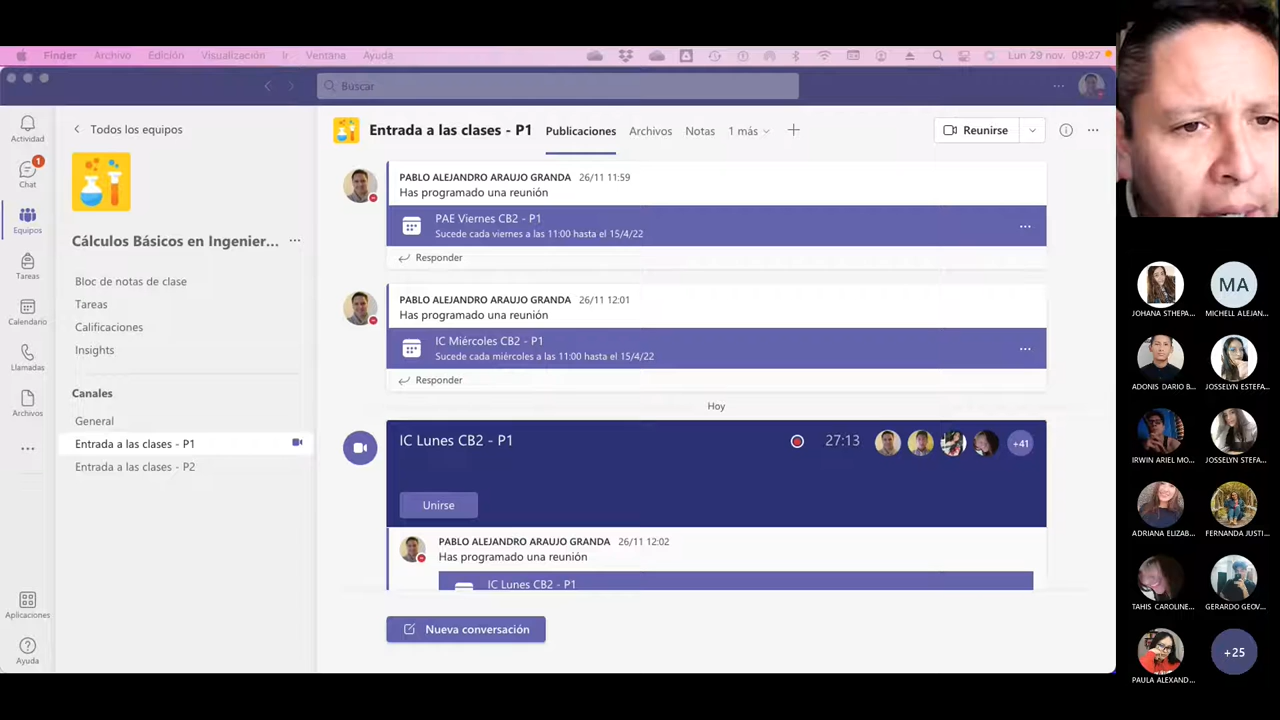 Finder Archivo Edición Visualización Ir Ventana Ayuda Lun 29 nov. 09:27
Buscar
Actividad
Chat
1
Equipos
Tareas
Calendario
Llamadas
Archivos
Aplicaciones
Ayuda
Todos los equipos
Cálculos Básicos en Ingenier...
Bloc de notas de clase
Tareas
Calificaciones
Insights
Canales
General
Entrada a las clases - P1
Entrada a las clases - P2
Entrada a las clases - P1 Publicaciones Archivos Notas 1 más Reunirse
PABLO ALEJANDRO ARAUJO GRANDA 26/11 11:59
Has programado una reunión
PAE Viernes CB2 - P1
Sucede cada viernes a las 11:00 hasta el 15/4/22
Responder
PABLO ALEJANDRO ARAUJO GRANDA 26/11 12:01
Has programado una reunión
IC Miércoles CB2 - P1
Sucede cada miércoles a las 11:00 hasta el 15/4/22
Responder
Hoy
IC Lunes CB2 - P1 27:13 +41
Unirse
PABLO ALEJANDRO ARAUJO GRANDA 26/11 12:02
Has programado una reunión
IC Lunes CB2 - P1
Nueva conversación
MA
JOHANA STHEPA... MICHELL ALEJAN...
ADONIS DARIO B... JOSSELYN ESTEFA...
IRWIN ARIEL MO... JOSSELYN STEFA...
ADRIANA ELIZAB... FERNANDA JUSTI...
TAHIS CAROLINE... GERARDO GEOV...
+25
PAULA ALEXAND...